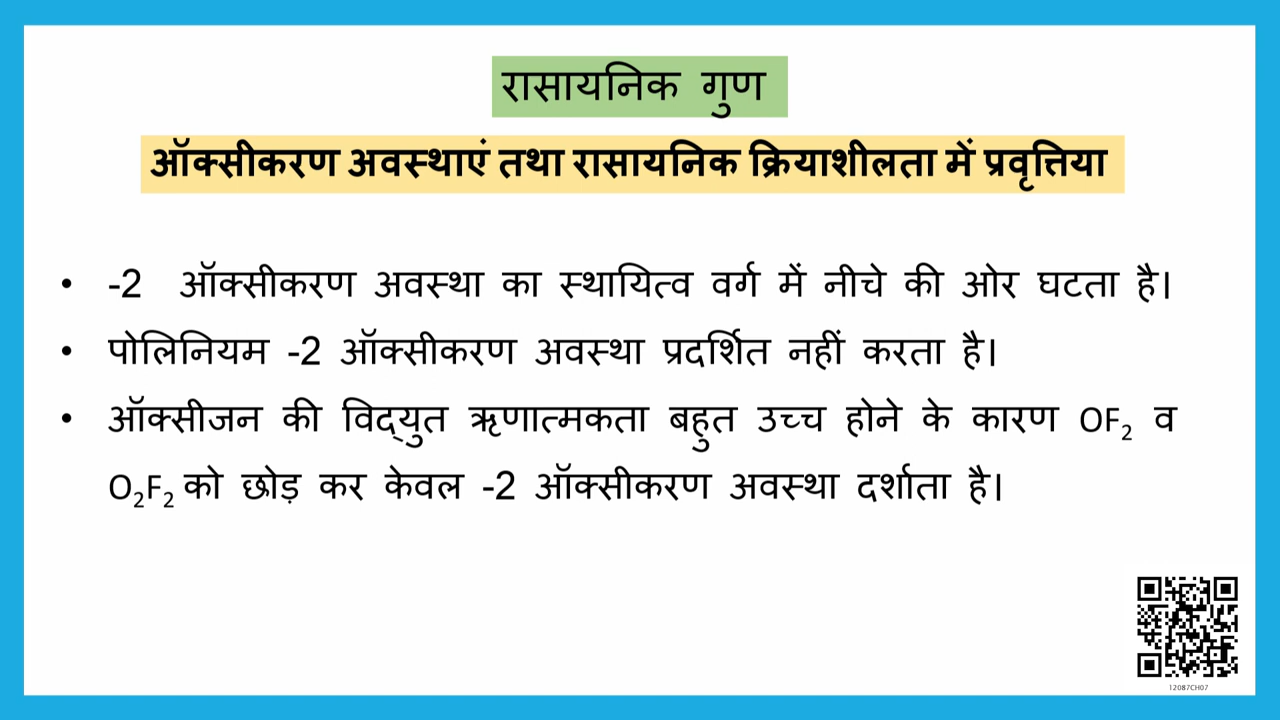 रासायनिक गुण
ऑक्सीकरण अवस्थाएं तथा रासायनिक क्रियाशीलता में प्रवृत्तिया
• -2 ऑक्सीकरण अवस्था का स्थायित्व वर्ग में नीचे की ओर घटता है।
• पोलिनियम -2 ऑक्सीकरण अवस्था प्रदर्शित नहीं करता है।
• ऑक्सीजन की विद्युत ऋणात्मकता बहुत उच्च होने के कारण OF₂ व
O₂F₂ को छोड़ कर केवल -2 ऑक्सीकरण अवस्था दर्शाता है।
12087CH07